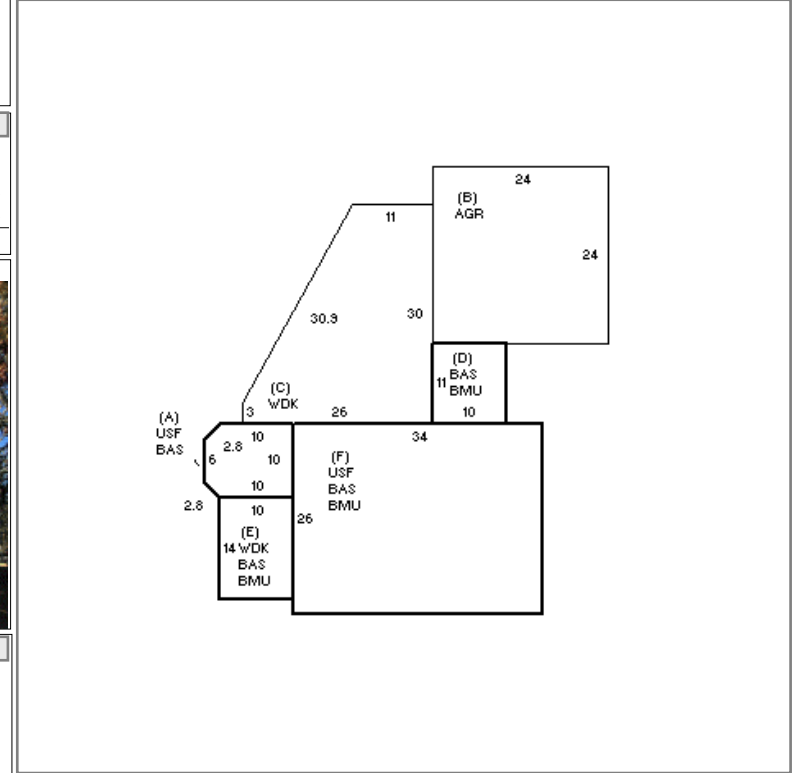 24
(B)
AGR
11
24
30.9
30
(D)
BAS
11
BMU
(C)
WDK
3
26
10
(A)
USF
BAS
10
34
2.8
6
10
(F)
USF
BAS
BMU
10
2.8
10
26
(E)
14 WDK
BAS
BMU